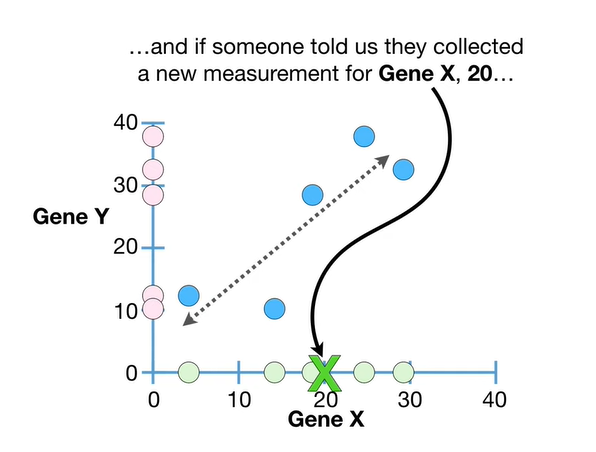 …and if someone told us they collected
a new measurement for Gene X, 20…
40
30
Gene Y
20
10
0
0 10 20 30 40
Gene X
X